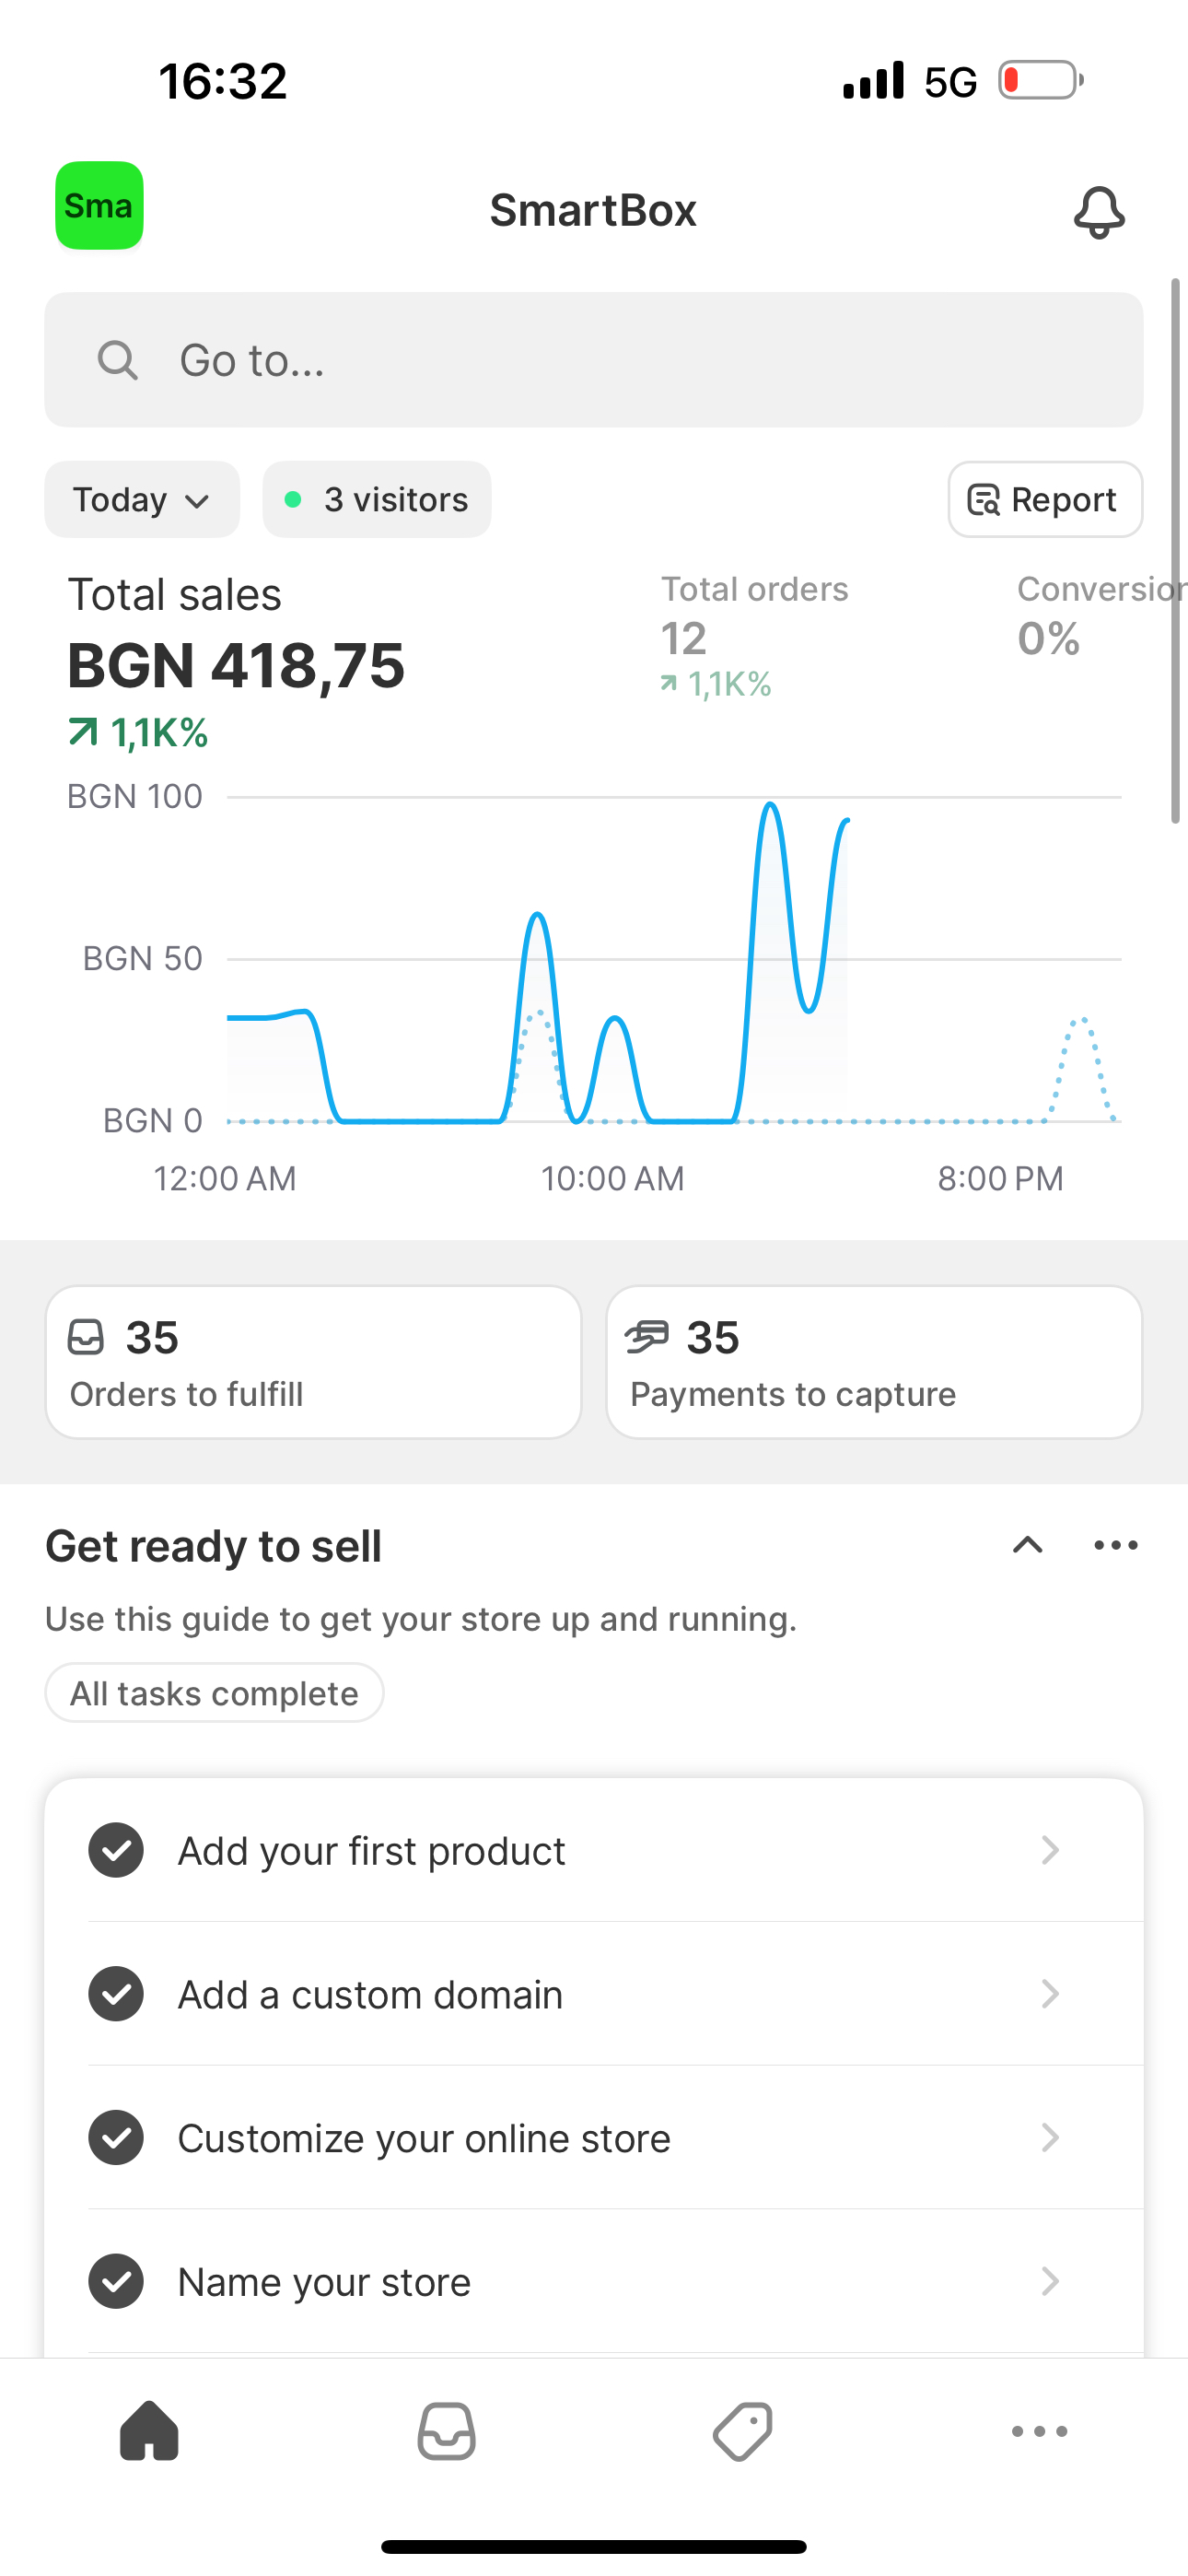 16:32
5G
Sma
SmartBox
Go to...
Today
3 visitors
Report
Total sales
BGN 418,75
1,1K%
Total orders
12
1,1K%
Conversion
0%
BGN 100
BGN 50
BGN 0
12:00 AM
10:00 AM
8:00 PM
35
Orders to fulfill
35
Payments to capture
Get ready to sell
Use this guide to get your store up and running.
All tasks complete
Add your first product
Add a custom domain
Customize your online store
Name your store